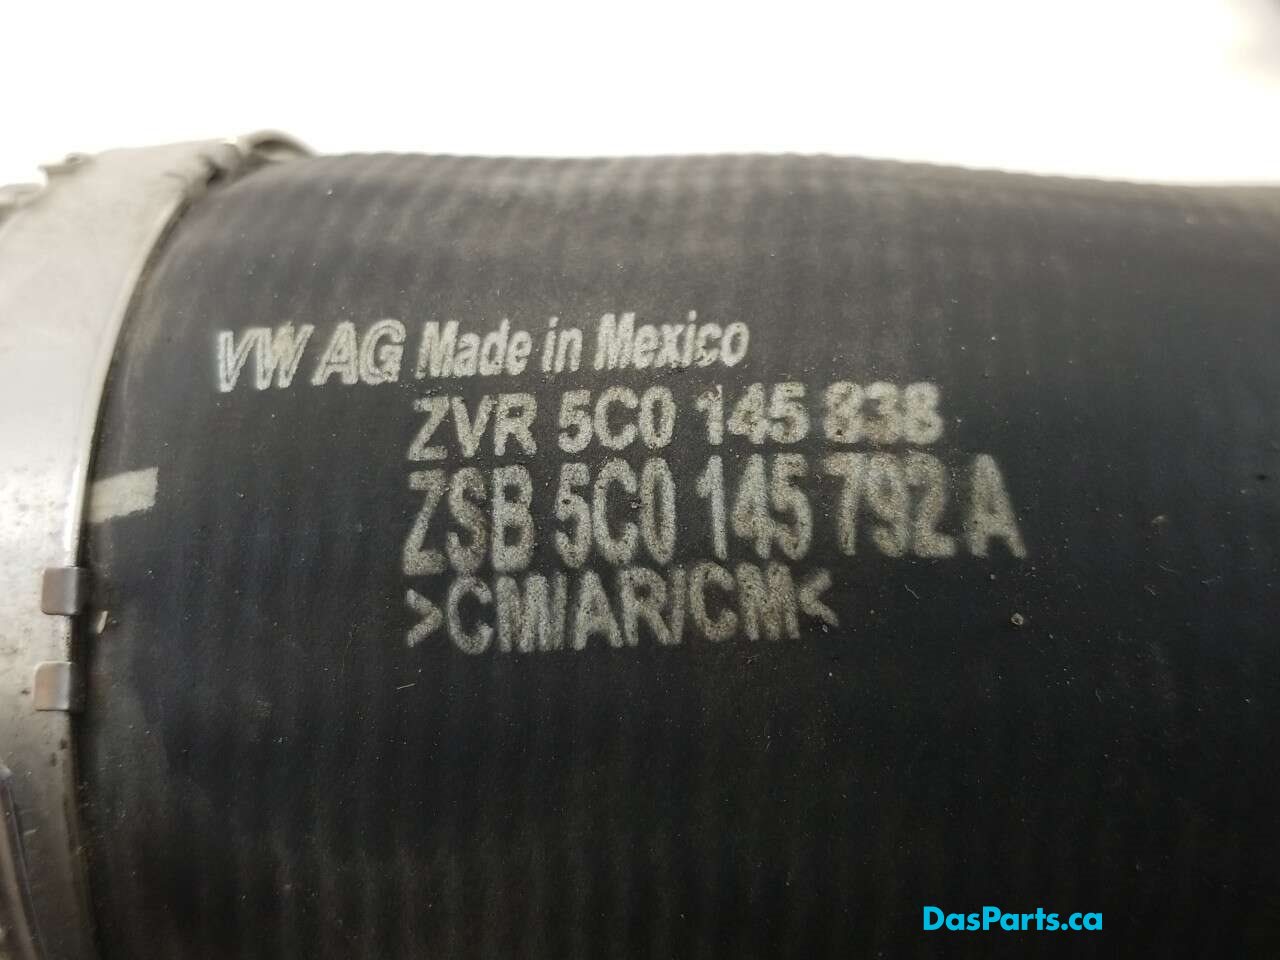 VW AG Made in Mexico
ZVR 5C0 145 838
ZSB 5C0 145 792 A
>CM/AR/CM<
DasParts.ca